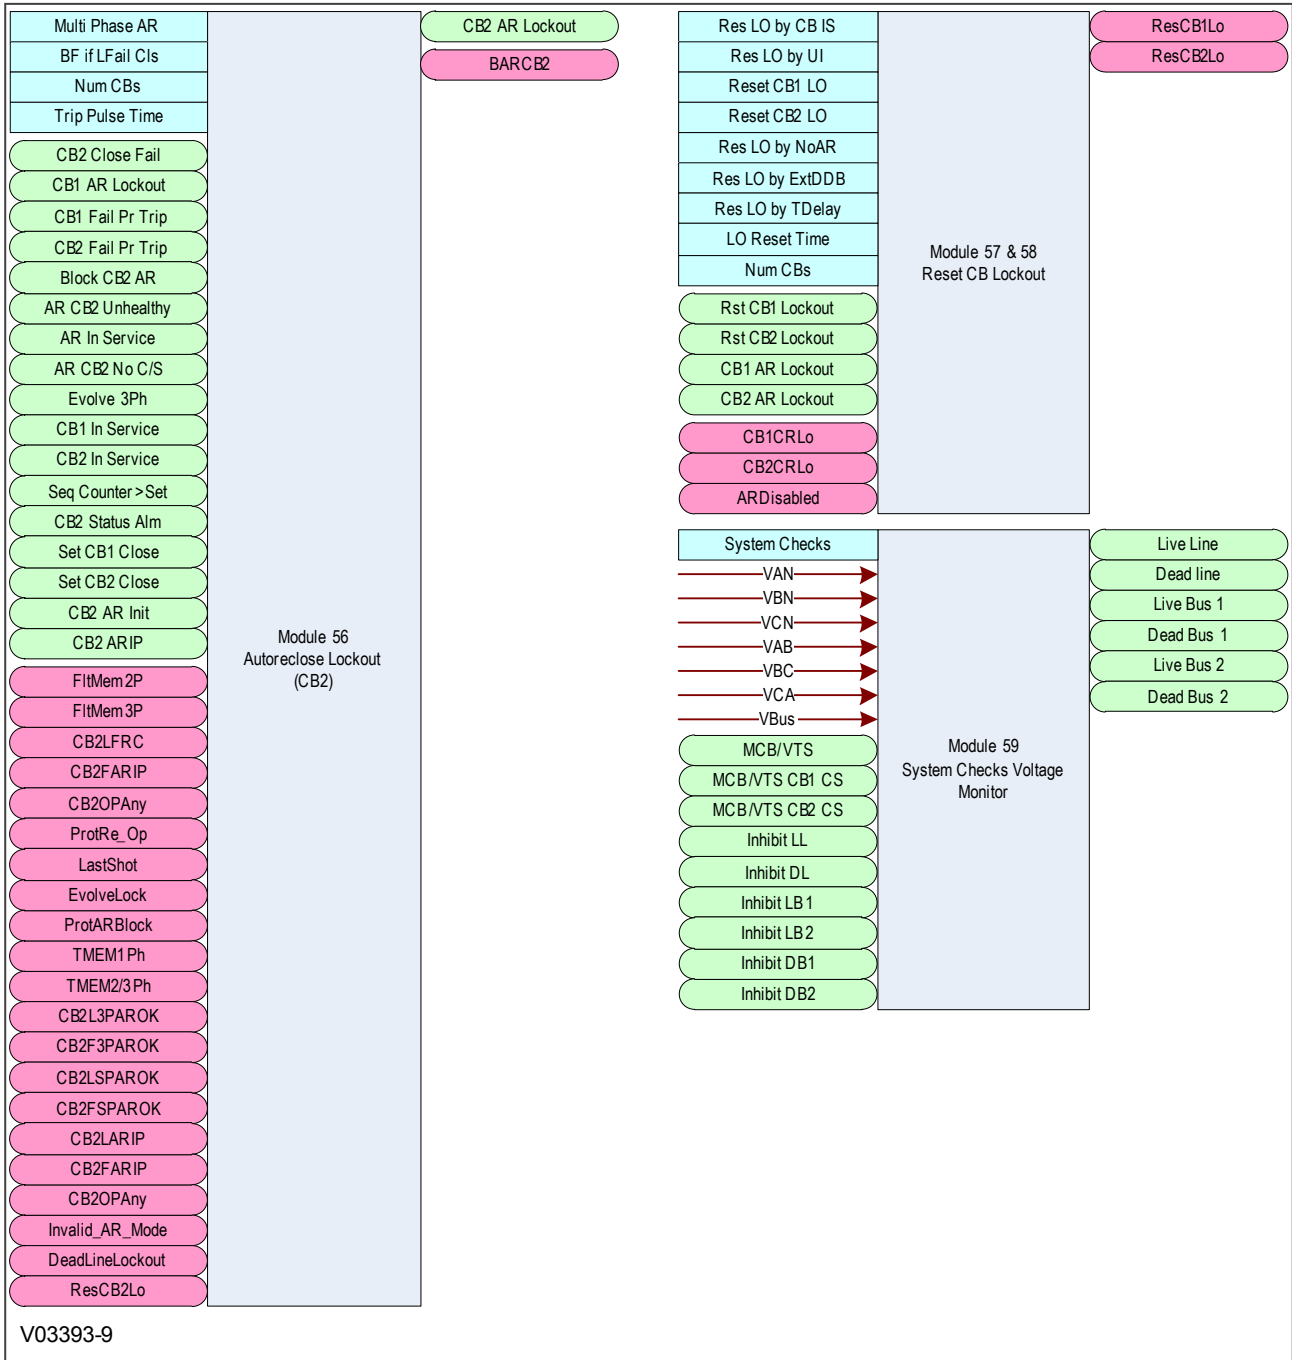 Multi Phase AR
BF if LFail Cls
Num CBs
Trip Pulse Time
CB2 Close Fail
CB1 AR Lockout
CB1 Fail Pr Trip
CB2 Fail Pr Trip
Block CB2 AR
AR CB2 Unhealthy
AR In Service
AR CB2 No C/S
Evolve 3Ph
CB1 In Service
CB2 In Service
Seq Counter>Set
CB2 Status Alm
Set CB1 Close
Set CB2 Close
CB2 AR Init
CB2 ARIP
FltMem2P
FltMem3P
CB2LFRC
CB2FARIP
CB2OPAny
ProtRe_Op
LastShot
EvolveLock
ProtARBlock
TMEM1Ph
TMEM2/3Ph
CB2L3PAROK
CB2F3PAROK
CB2LSPAROK
CB2FSPAROK
CB2LARIP
CB2FARIP
CB2OPAny
Invalid_AR_Mode
DeadLineLockout
ResCB2Lo
Module 56
Autoreclose Lockout
(CB2)
CB2 AR Lockout
BARCB2
Res LO by CB IS
Res LO by UI
Reset CB1 LO
Reset CB2 LO
Res LO by NoAR
Res LO by ExtDDB
Res LO by TDelay
LO Reset Time
Num CBs
Rst CB1 Lockout
Rst CB2 Lockout
CB1 AR Lockout
CB2 AR Lockout
CB1CRLo
CB2CRLo
ARDisabled
Module 57 & 58
Reset CB Lockout
ResCB1Lo
ResCB2Lo
System Checks
VAN
VBN
VCN
VAB
VBC
VCA
VBus
MCB/VTS
MCB/VTS CB1 CS
MCB/VTS CB2 CS
Inhibit LL
Inhibit DL
Inhibit LB1
Inhibit LB2
Inhibit DB1
Inhibit DB2
Module 59
System Checks Voltage
Monitor
Live Line
Dead line
Live Bus 1
Dead Bus 1
Live Bus 2
Dead Bus 2
V03393-9